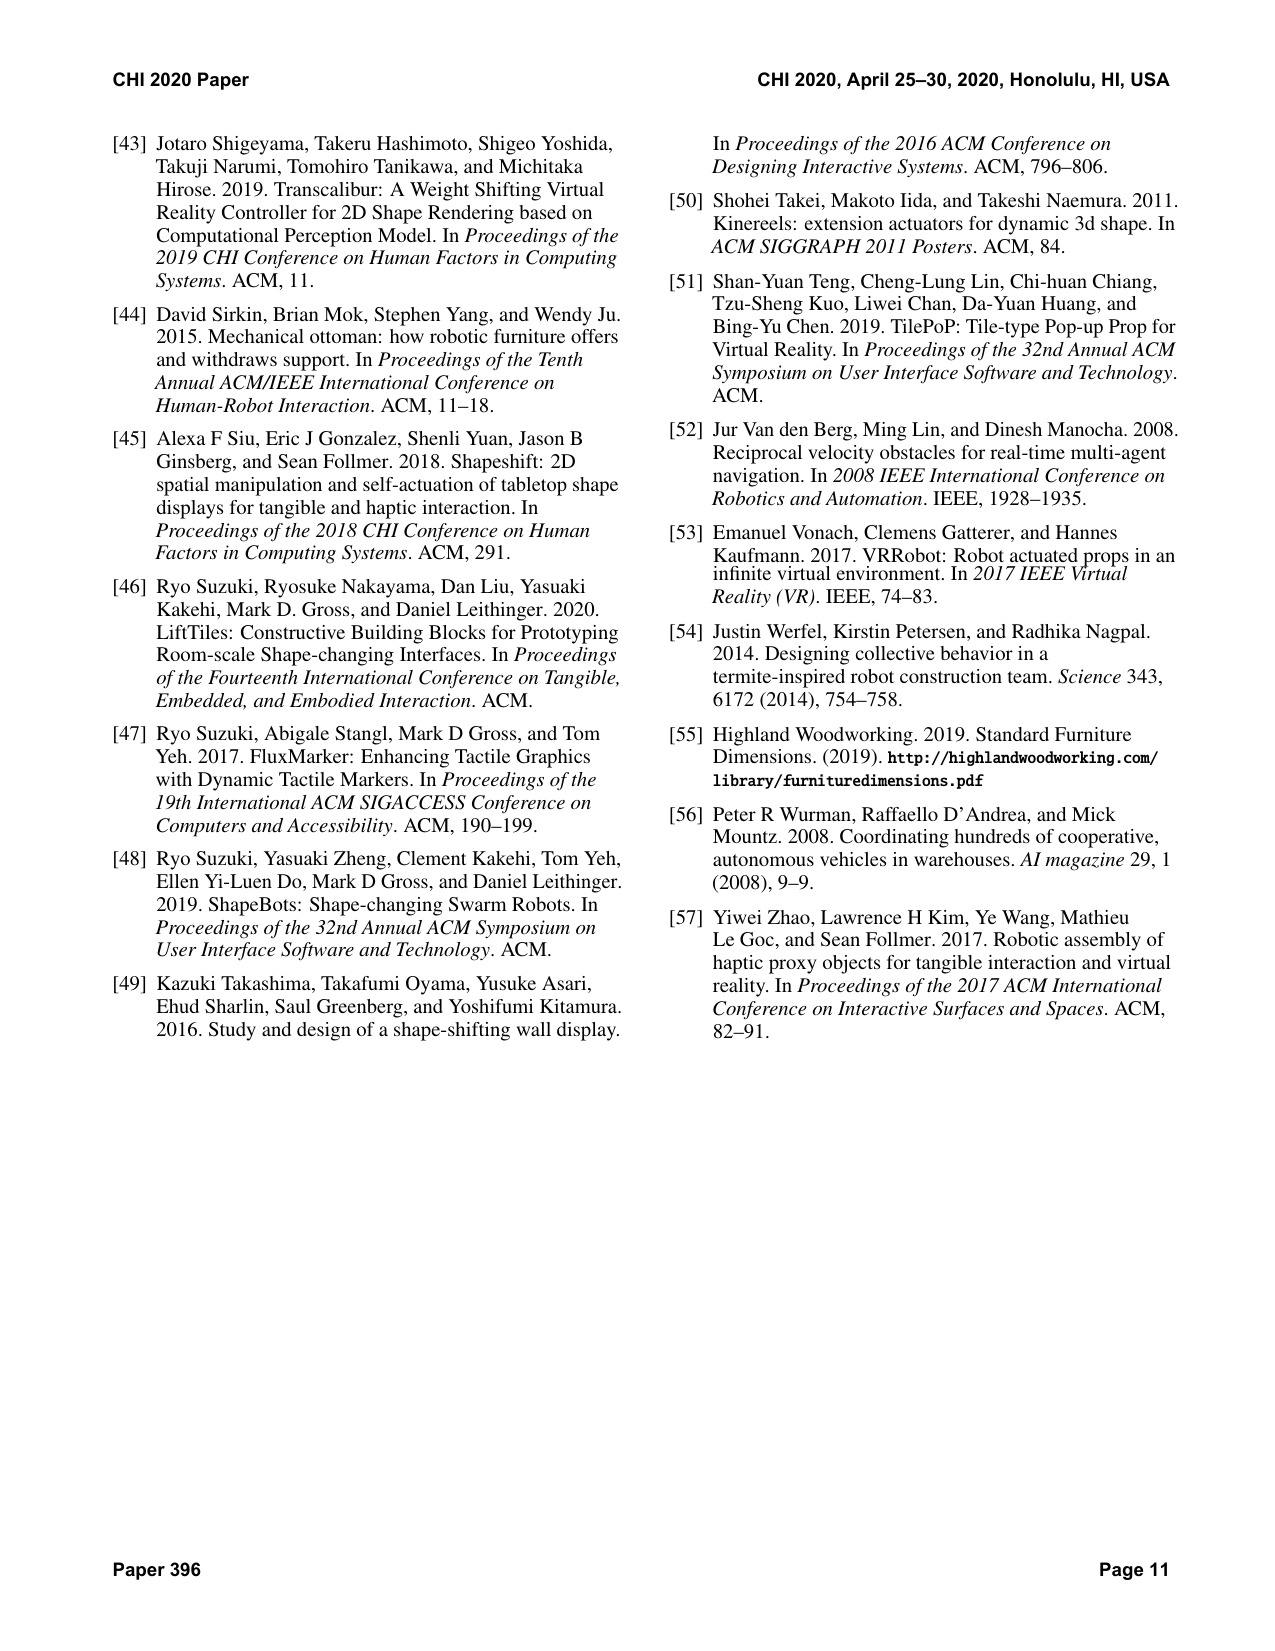 CHI 2020 Paper
CHI 2020, April 25–30, 2020, Honolulu, HI, USA
[43] Jotaro Shigeyama, Takeru Hashimoto, Shigeo Yoshida,
Takuji Narumi, Tomohiro Tanikawa, and Michitaka
Hirose. 2019. Transcalibur: A Weight Shifting Virtual
Reality Controller for 2D Shape Rendering based on
Computational Perception Model. In Proceedings of the
2019 CHI Conference on Human Factors in Computing
Systems. ACM, 11.
[44] David Sirkin, Brian Mok, Stephen Yang, and Wendy Ju.
2015. Mechanical ottoman: how robotic furniture offers
and withdraws support. In Proceedings of the Tenth
Annual ACM/IEEE International Conference on
Human-Robot Interaction. ACM, 11–18.
[45] Alexa F Siu, Eric J Gonzalez, Shenli Yuan, Jason B
Ginsberg, and Sean Follmer. 2018. Shapeshift: 2D
spatial manipulation and self-actuation of tabletop shape
displays for tangible and haptic interaction. In
Proceedings of the 2018 CHI Conference on Human
Factors in Computing Systems. ACM, 291.
[46] Ryo Suzuki, Ryosuke Nakayama, Dan Liu, Yasuaki
Kakehi, Mark D. Gross, and Daniel Leithinger. 2020.
LiftTiles: Constructive Building Blocks for Prototyping
Room-scale Shape-changing Interfaces. In Proceedings
of the Fourteenth International Conference on Tangible,
Embedded, and Embodied Interaction. ACM.
[47] Ryo Suzuki, Abigale Stangl, Mark D Gross, and Tom
Yeh. 2017. FluxMarker: Enhancing Tactile Graphics
with Dynamic Tactile Markers. In Proceedings of the
19th International ACM SIGACCESS Conference on
Computers and Accessibility. ACM, 190–199.
[48] Ryo Suzuki, Yasuaki Zheng, Clement Kakehi, Tom Yeh,
Ellen Yi-Luen Do, Mark D Gross, and Daniel Leithinger.
2019. ShapeBots: Shape-changing Swarm Robots. In
Proceedings of the 32nd Annual ACM Symposium on
User Interface Software and Technology. ACM.
[49] Kazuki Takashima, Takafumi Oyama, Yusuke Asari,
Ehud Sharlin, Saul Greenberg, and Yoshifumi Kitamura.
2016. Study and design of a shape-shifting wall display.
In Proceedings of the 2016 ACM Conference on
Designing Interactive Systems. ACM, 796–806.
[50] Shohei Takei, Makoto Iida, and Takeshi Naemura. 2011.
Kinereels: extension actuators for dynamic 3d shape. In
ACM SIGGRAPH 2011 Posters. ACM, 84.
[51] Shan-Yuan Teng, Cheng-Lung Lin, Chi-huan Chiang,
Tzu-Sheng Kuo, Liwei Chan, Da-Yuan Huang, and
Bing-Yu Chen. 2019. TilePoP: Tile-type Pop-up Prop for
Virtual Reality. In Proceedings of the 32nd Annual ACM
Symposium on User Interface Software and Technology.
ACM.
[52] Jur Van den Berg, Ming Lin, and Dinesh Manocha. 2008.
Reciprocal velocity obstacles for real-time multi-agent
navigation. In 2008 IEEE International Conference on
Robotics and Automation. IEEE, 1928–1935.
[53] Emanuel Vonach, Clemens Gatterer, and Hannes
Kaufmann. 2017. VRRobot: Robot actuated props in an
infinite virtual environment. In 2017 IEEE Virtual
Reality (VR). IEEE, 74–83.
[54] Justin Werfel, Kirstin Petersen, and Radhika Nagpal.
2014. Designing collective behavior in a
termite-inspired robot construction team. Science 343,
6172 (2014), 754–758.
[55] Highland Woodworking. 2019. Standard Furniture
Dimensions. (2019). http://highlandwoodworking.com/
library/furnituredimensions.pdf
[56] Peter R Wurman, Raffaello D'Andrea, and Mick
Mountz. 2008. Coordinating hundreds of cooperative,
autonomous vehicles in warehouses. AI magazine 29, 1
(2008), 9–9.
[57] Yiwei Zhao, Lawrence H Kim, Ye Wang, Mathieu
Le Goc, and Sean Follmer. 2017. Robotic assembly of
haptic proxy objects for tangible interaction and virtual
reality. In Proceedings of the 2017 ACM International
Conference on Interactive Surfaces and Spaces. ACM,
82–91.
Paper 396
Page 11